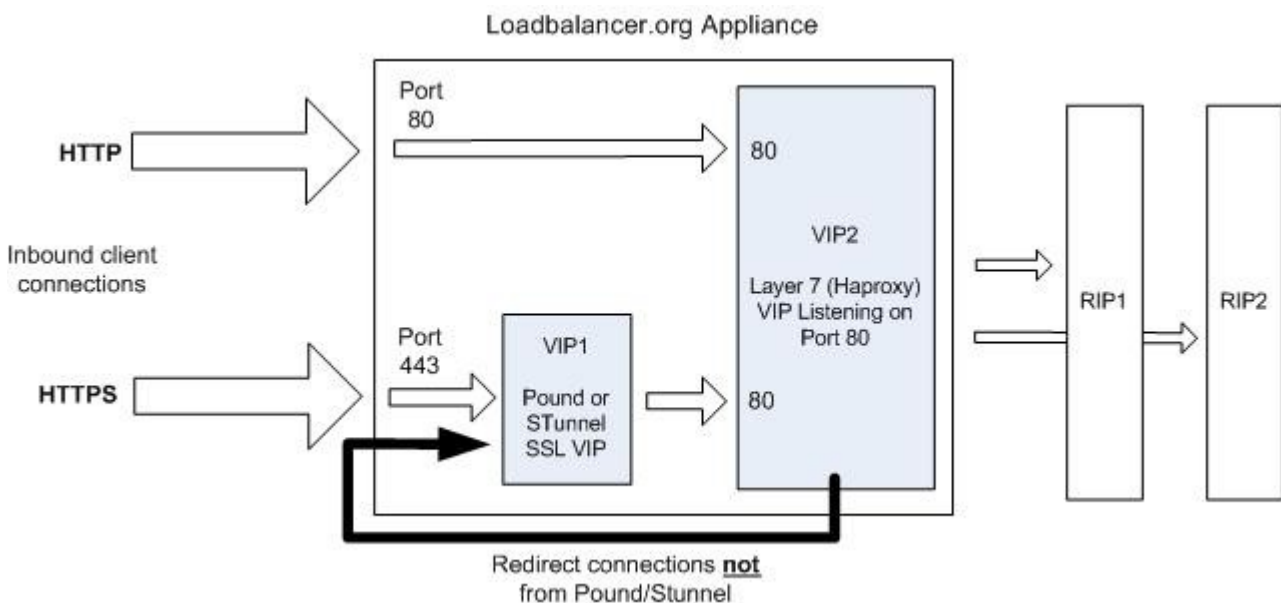 Loadbalancer.org Appliance
Port
80
HTTP
80
Inbound client
connections
VIP2
Layer 7 (Haproxy)
VIP Listening on
Port 80
RIP1
RIP2
Port
443
VIP1
Pound or
STunnel
SSL VIP
HTTPS
80
Redirect connections not
from Pound/Stunnel